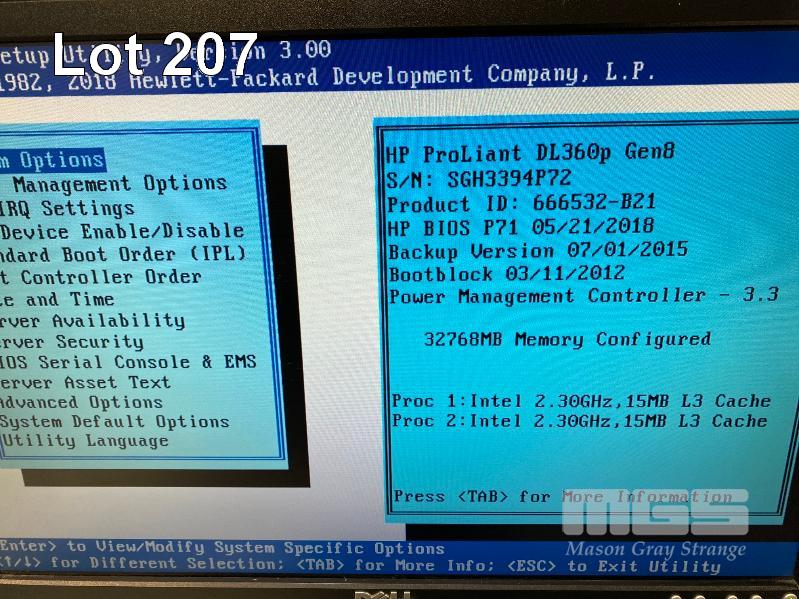 Lot 207
etup Utility, Version 3.00
1982, 2018 Hewlett-Packard Development Company, L.P.
m Options
Management Options
IRQ Settings
Device Enable/Disable
ndard Boot Order (IPL)
t Controller Order
te and Time
rver Availability
erver Security
IOS Serial Console & EMS
erver Asset Text
Advanced Options
System Default Options
Utility Language
HP ProLiant DL360p Gen8
S/N: SGH3394P72
Product ID: 666532-B21
HP BIOS P71 05/21/2018
Backup Version 07/01/2015
Bootblock 03/11/2012
Power Management Controller - 3.3
32768MB Memory Configured
Proc 1:Intel 2.30GHz,15MB L3 Cache
Proc 2:Intel 2.30GHz,15MB L3 Cache
Press <TAB> for More Information
Enter> to View/Modify System Specific Options
<↑/↓> for Different Selection; <TAB> for More Info; <ESC> to Exit Utility
MGS
Mason Gray Strange
DELL